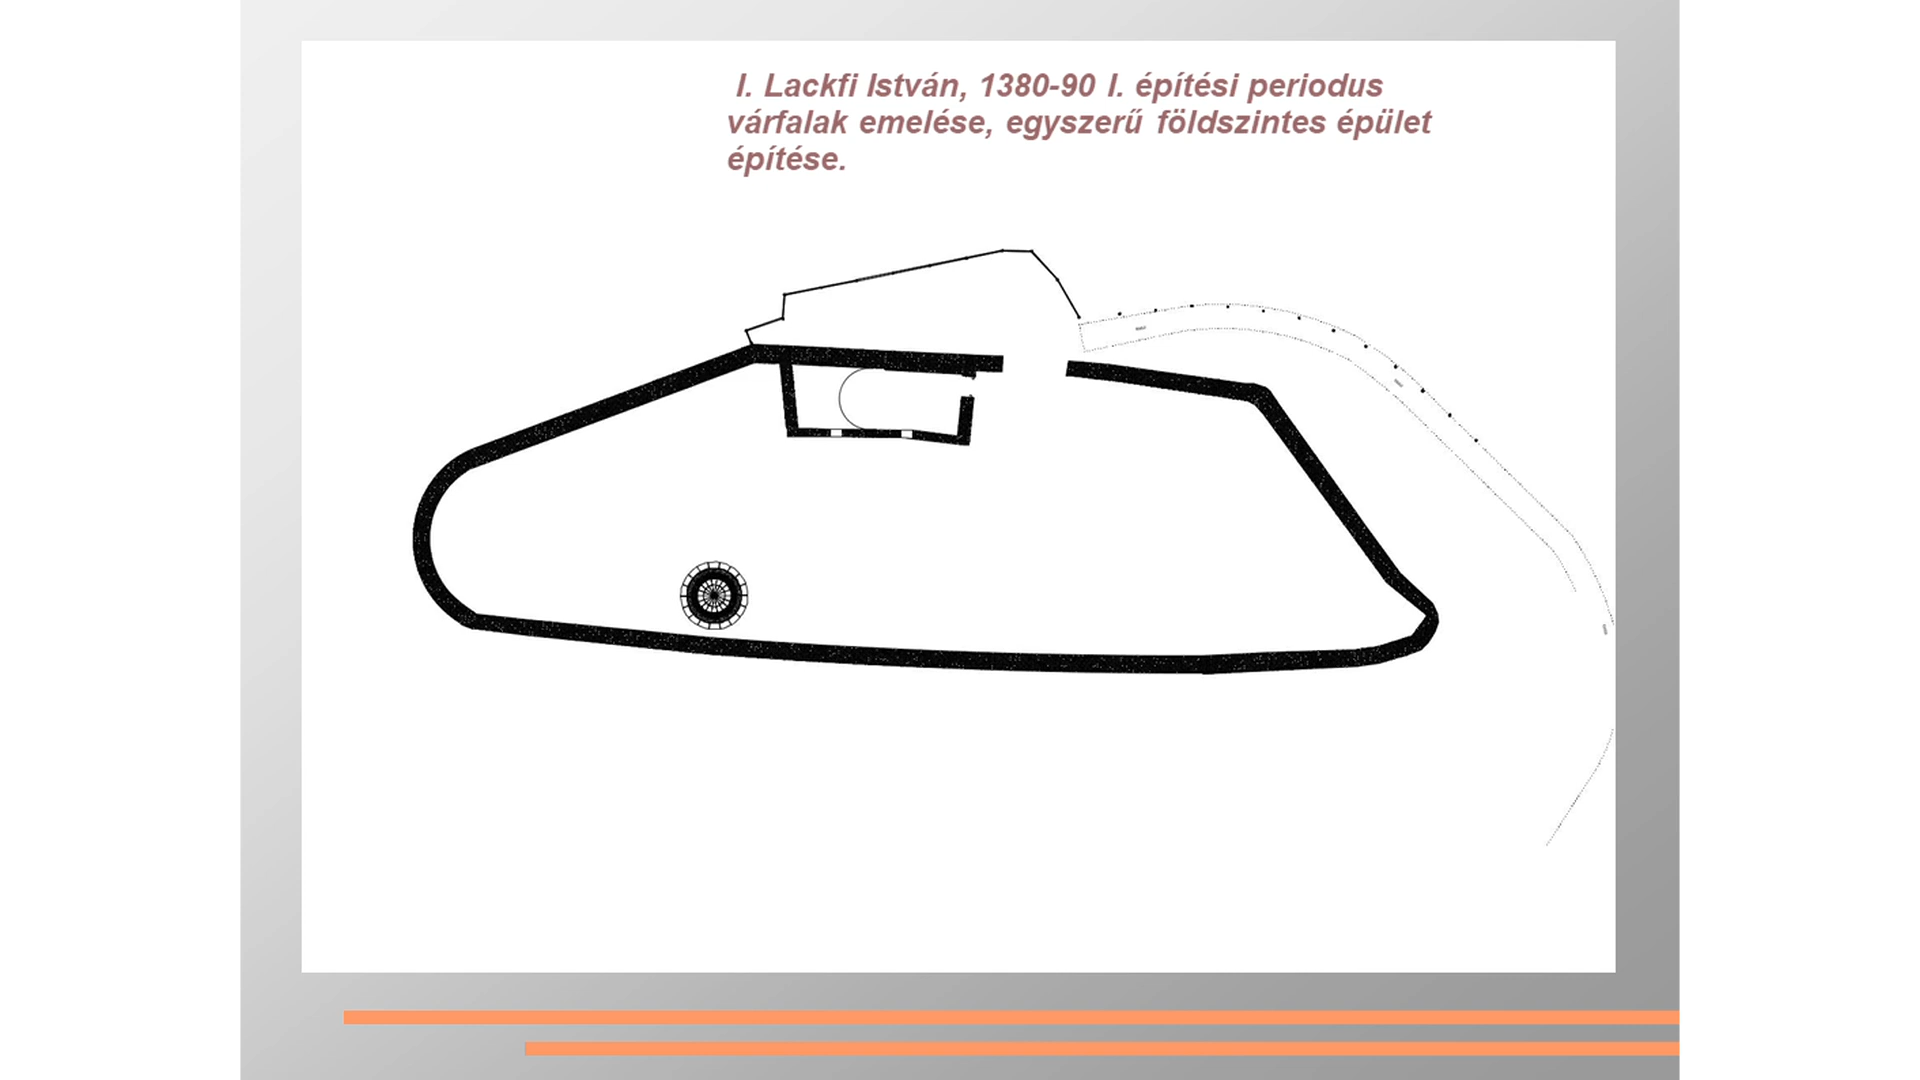 I. Lackfi István, 1380-90 I. építési periodus
várfalak emelése, egyszerű földszintes épület
építése.